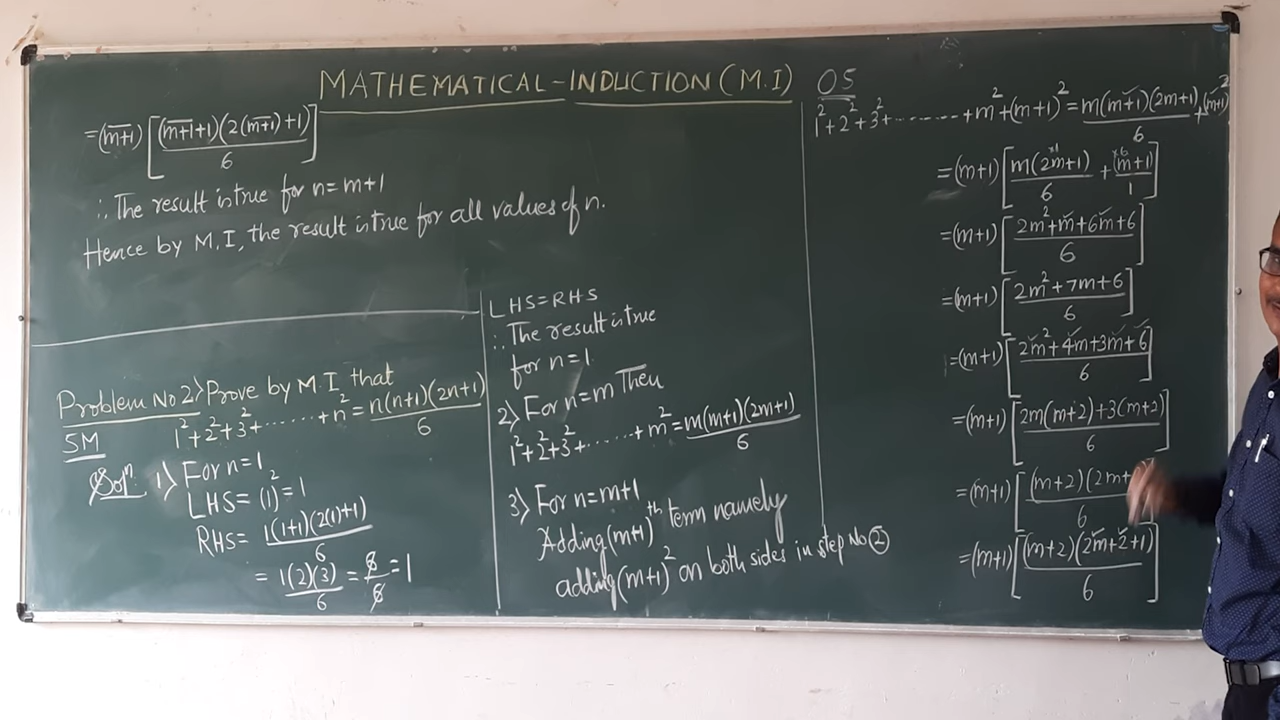 MATHEMATICAL-INDUCTION (M.I) 05
Problem No 2> Prove by M.I that
5M 1²+2²+3²+........+n² = n(n+1)(2n+1)/6
Solⁿ. 1) For n=1
LHS = (1)² = 1
RHS = 1(1+1)(2(1)+1)/6
= 1(2)(3)/6 = 6/6 = 1
LHS=RHS
∴ The result is true
for n=1
2) For n=m Then
1²+2²+3²+.......+m² = m(m+1)(2m+1)/6
3) For n=m+1
Adding (m+1)ᵗʰ term namely
adding (m+1)² on both sides in step No ②
1²+2²+3²+.........+m²+(m+1)² = m(m+1)(2m+1)/6 + (m+1)²
=(m+1)[m(2m+1)/6 + (m+1)/1] ×1 ×6
=(m+1)[2m²+m+6m+6/6]
=(m+1)[2m²+7m+6/6]
=(m+1)[2m²+4m+3m+6/6]
=(m+1)[2m(m+2)+3(m+2)/6]
=(m+1)[(m+2)(2m+/6
=(m+1)[(m+2)(2m+2+1)/6]
=(m+1)[(m+1+1)(2(m+1)+1)/6]
∴ The result is true for n=m+1
Hence by M.I, the result is true for all values of n.